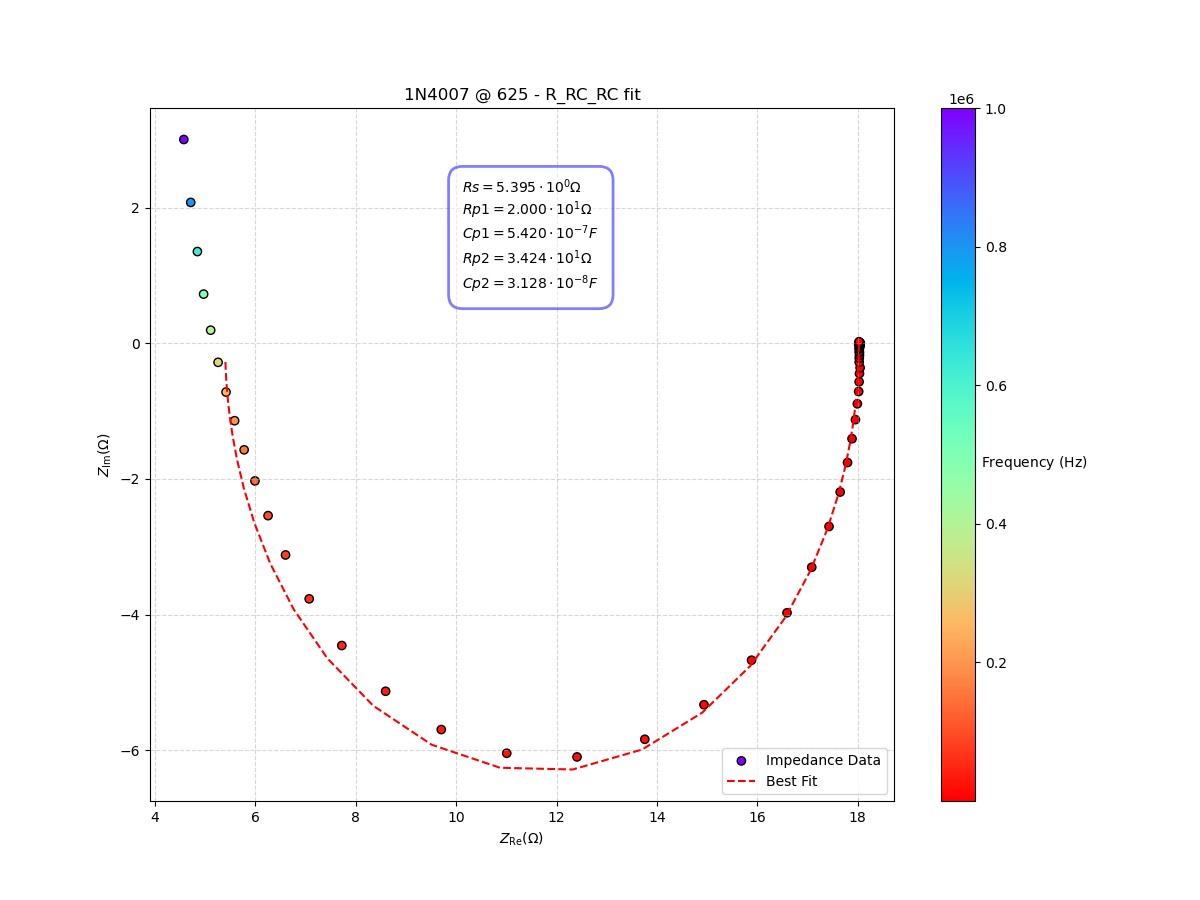 1N4007 @ 625 - R_RC_RC fit
1e6
Rs = 5.395 · 10⁰Ω
Rp1 = 2.000 · 10¹Ω
Cp1 = 5.420 · 10⁻⁷F
Rp2 = 3.424 · 10¹Ω
Cp2 = 3.128 · 10⁻⁸F
2
0
−2
−4
−6
Z_Im(Ω)
4 6 8 10 12 14 16 18
Z_Re(Ω)
Impedance Data
Best Fit
1.0
0.8
0.6
0.4
0.2
Frequency (Hz)